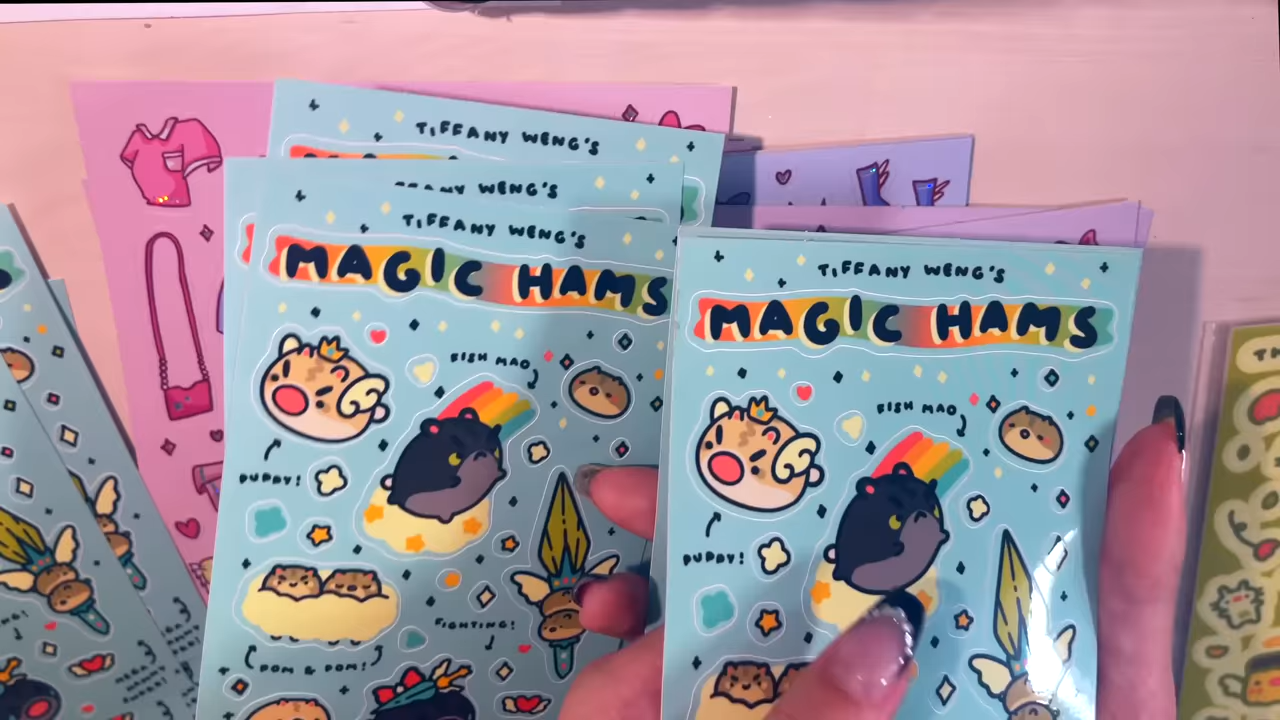 TIFFANY WENG'S
WENG'S
TIFFANY WENG'S
MAGIC HAMS
FISH MAO
PUPPY!
POM & POM!
FIGHTING!
TIFFANY WENG'S
MAGIC HAMS
FISH MAO
PUPPY!